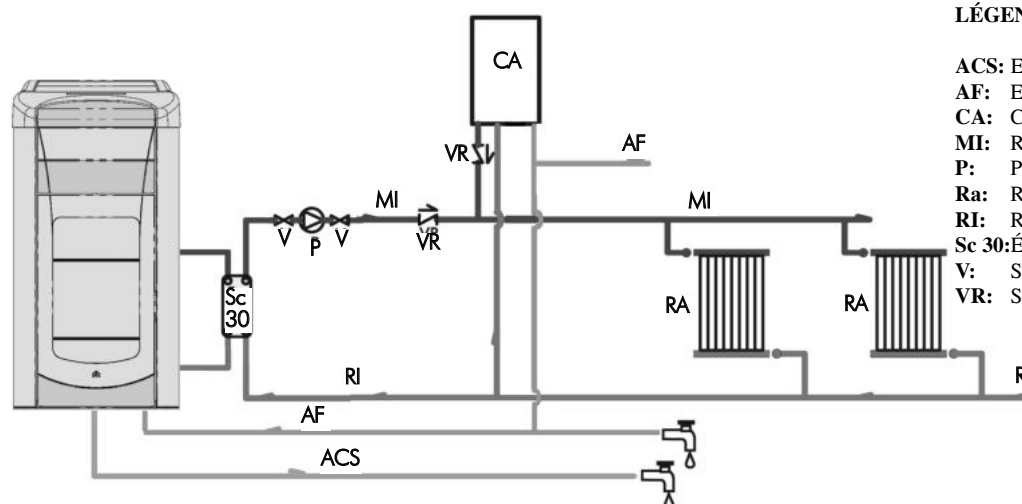 LÉGEN
ACS: E
AF: E
CA: C
MI: R
P: P
Ra: R
RI: R
Sc 30:É
V: S
VR: S
CA
VR
AF
MI
MI
V
P
V
VR
Sc
30
RA
RA
RI
R
AF
ACS